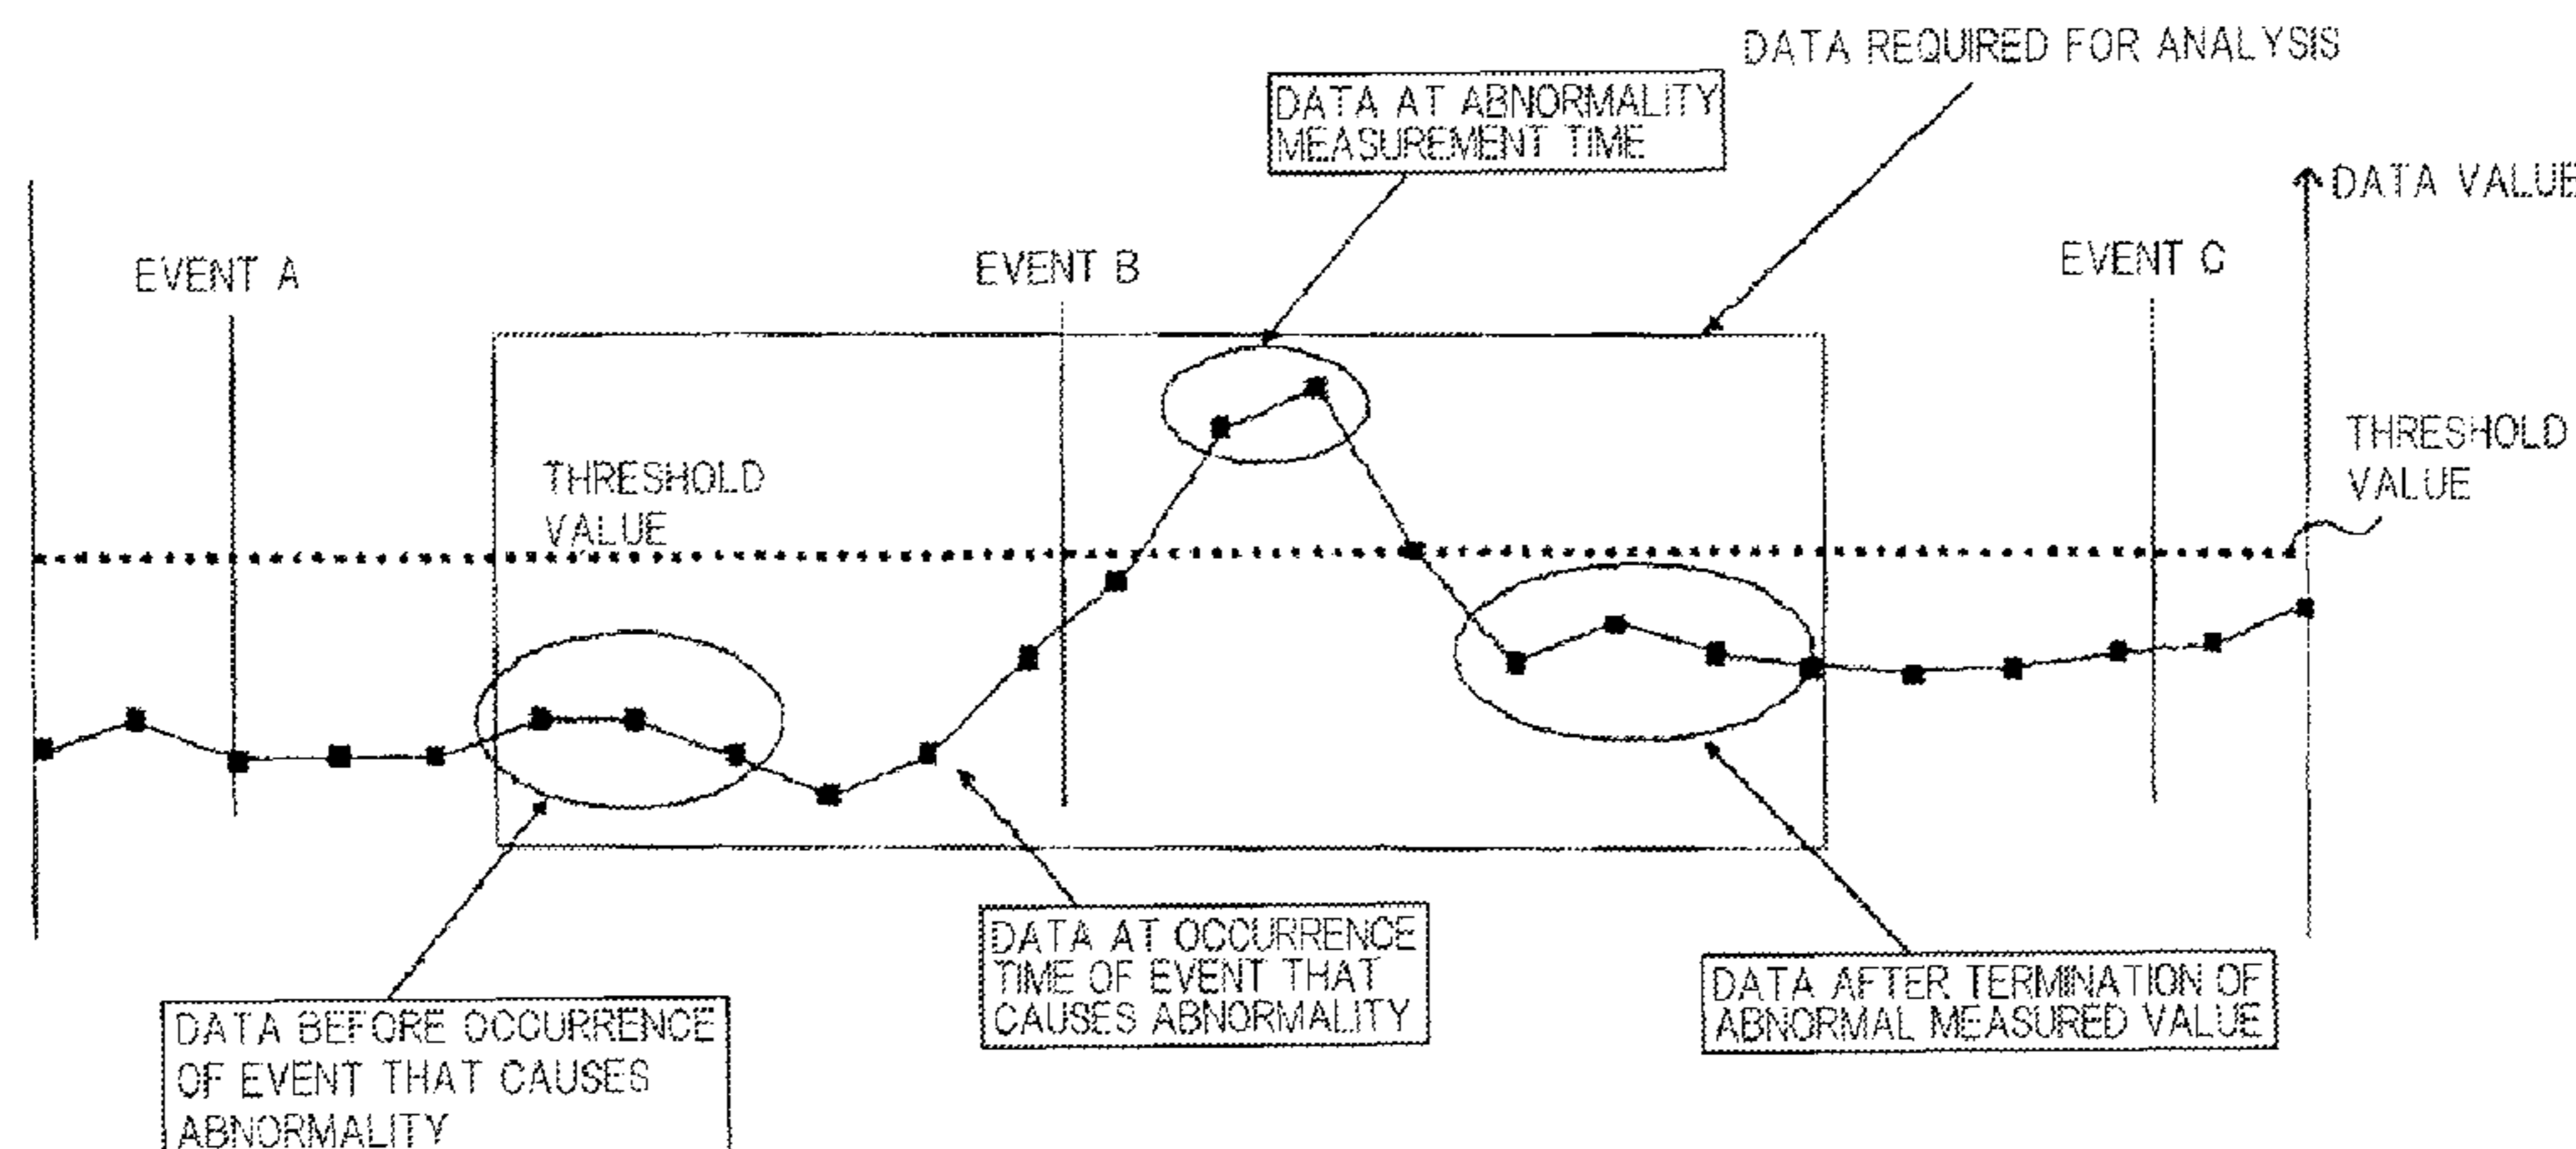 DATA REQUIRED FOR ANALYSIS
DATA AT ABNORMALITY
MEASUREMENT TIME
DATA VALUE
EVENT A
EVENT B
EVENT C
THRESHOLD
VALUE
THRESHOLD
VALUE
DATA AT OCCURRENCE
TIME OF EVENT THAT
CAUSES ABNORMALITY
DATA AFTER TERMINATION OF
ABNORMAL MEASURED VALUE
DATA BEFORE OCCURRENCE
OF EVENT THAT CAUSES
ABNORMALITY